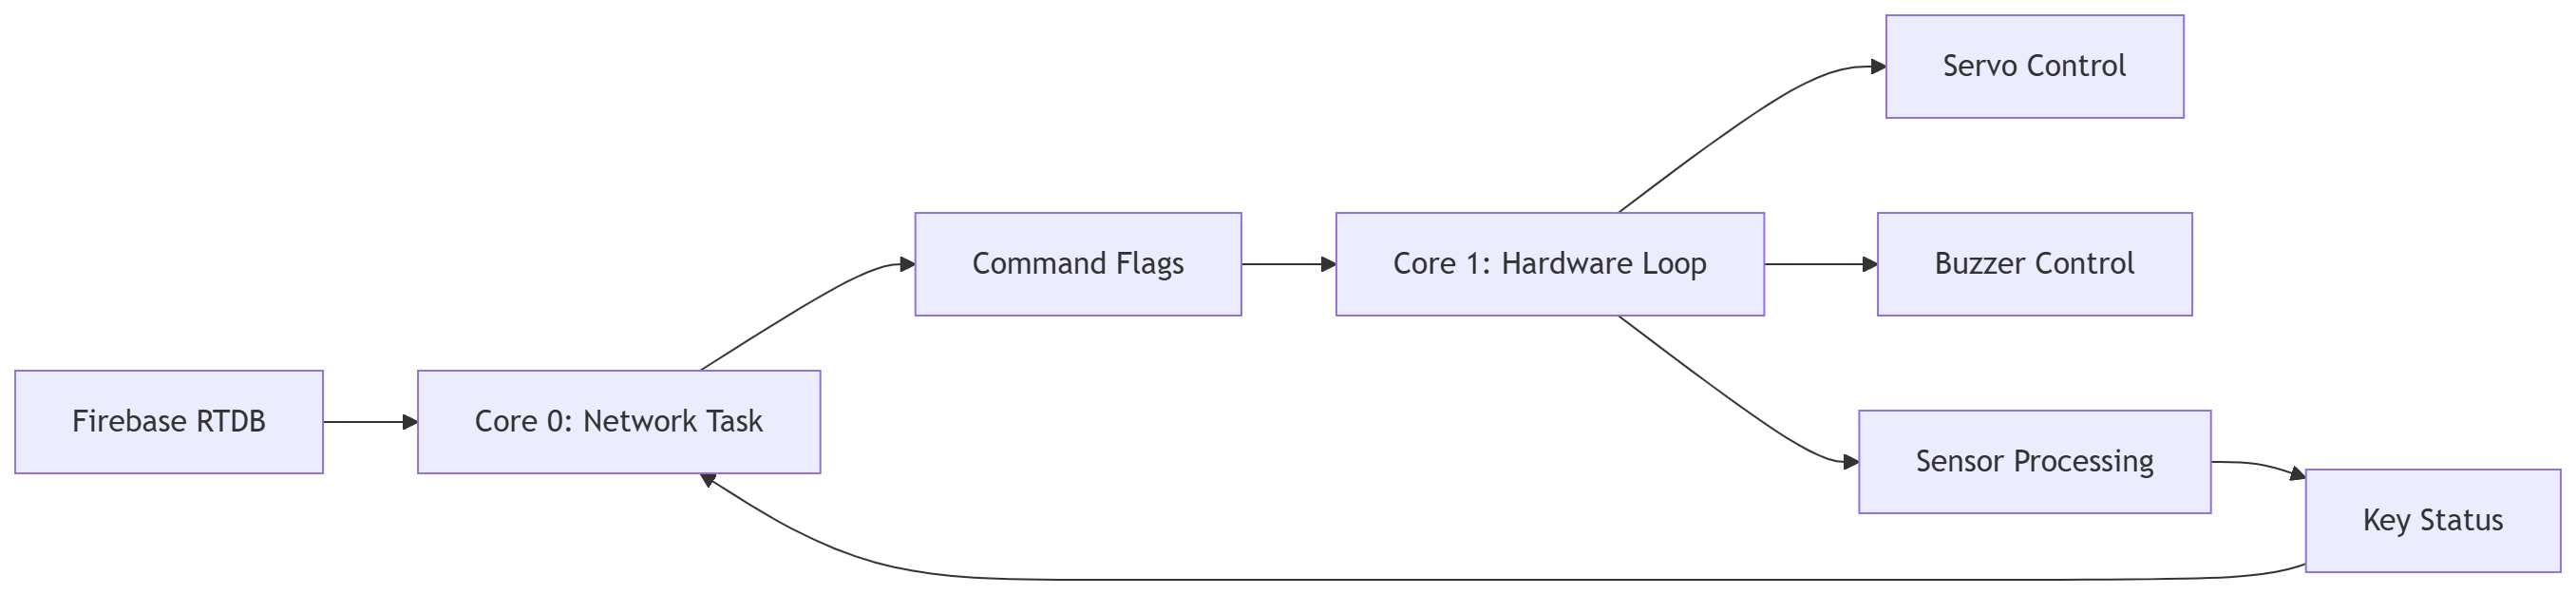 Firebase RTDB
Core 0: Network Task
Command Flags
Core 1: Hardware Loop
Servo Control
Buzzer Control
Sensor Processing
Key Status